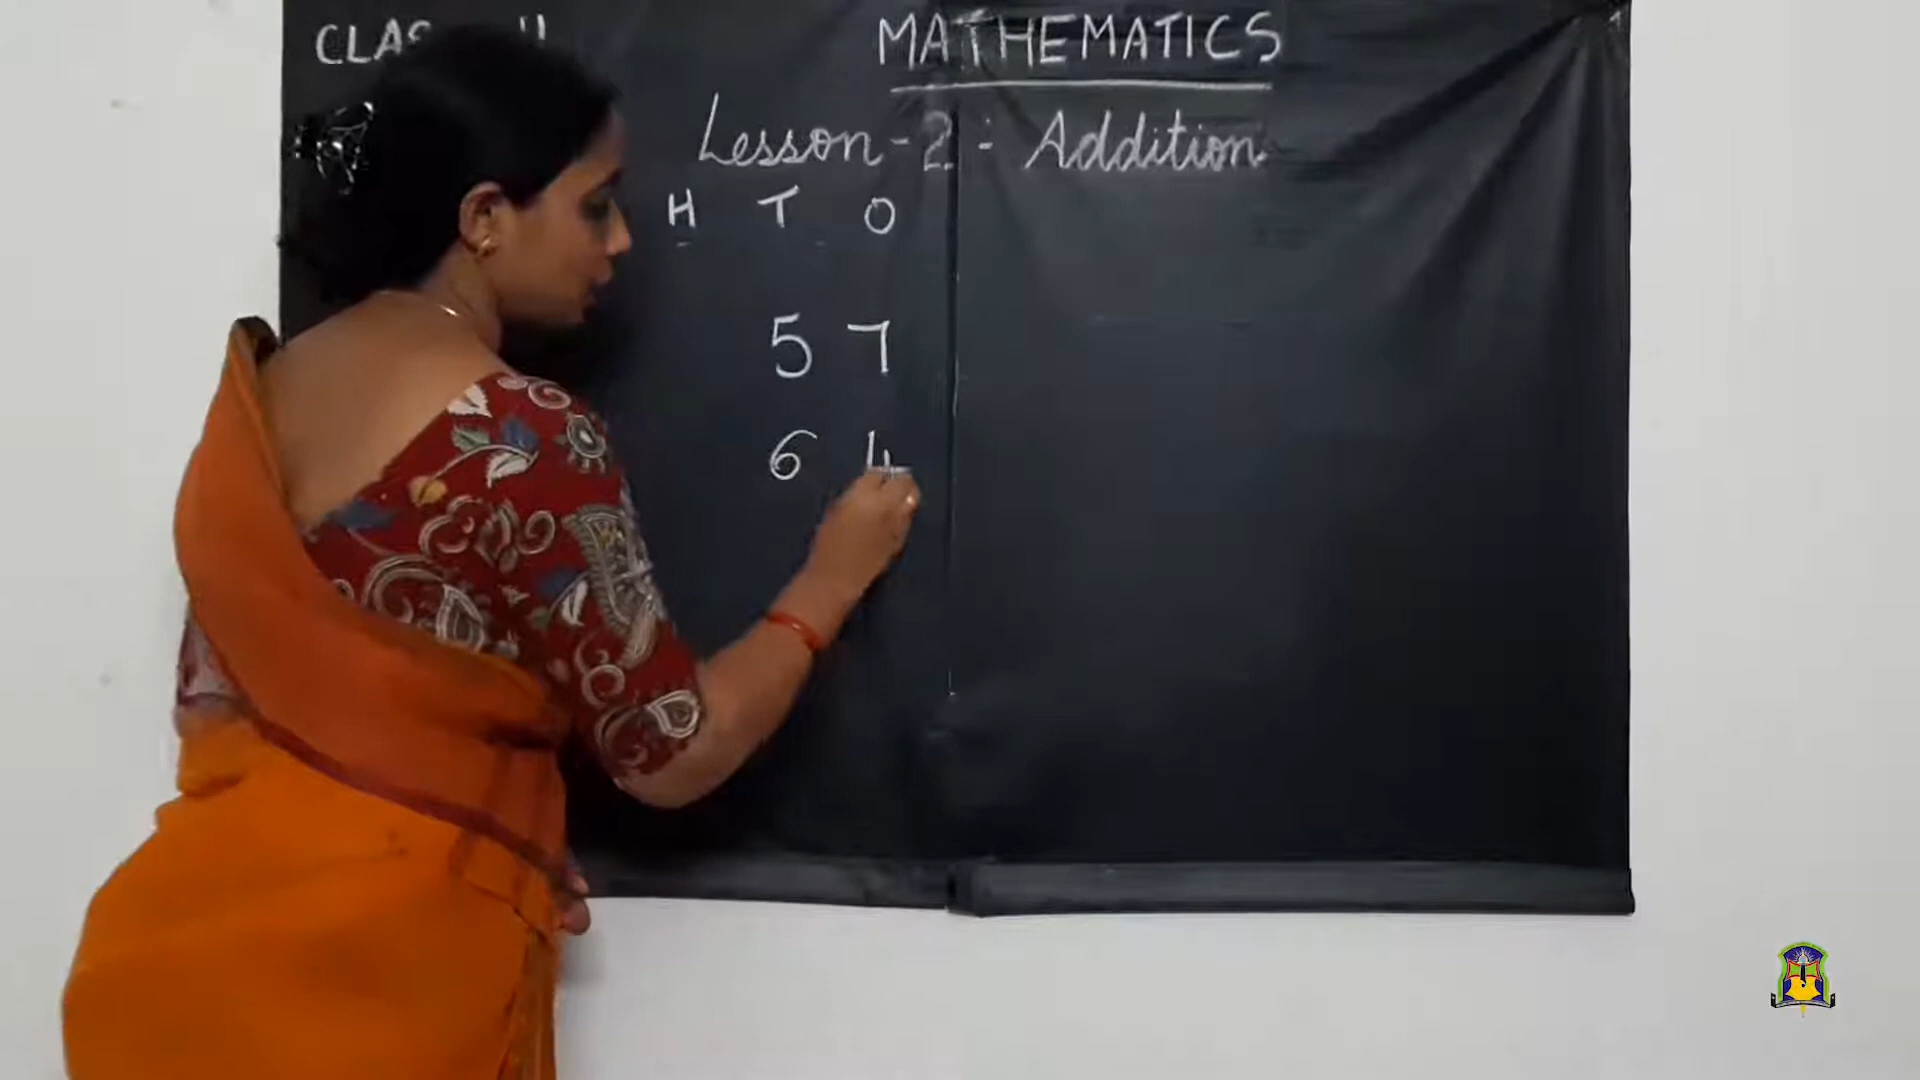 MATHEMATICS
Lesson-2:- Addition
H T O
5 7
6 4